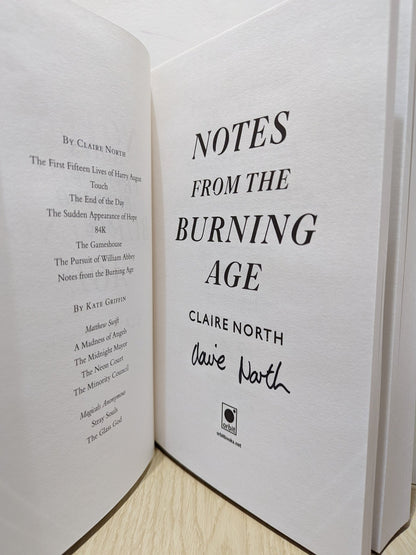 BY CLAIRE NORTH
The First Fifteen Lives of Harry August
Touch
The End of the Day
The Sudden Appearance of Hope
84K
The Gameshouse
The Pursuit of William Abbey
Notes from the Burning Age
BY KATE GRIFFIN
Matthew Swift
A Madness of Angels
The Midnight Mayor
The Neon Court
The Minority Council
Magicals Anonymous
Stray Souls
The Glass God
NOTES
FROM THE
BURNING
AGE
CLAIRE NORTH
Claire North
orbit
orbitbooks.net